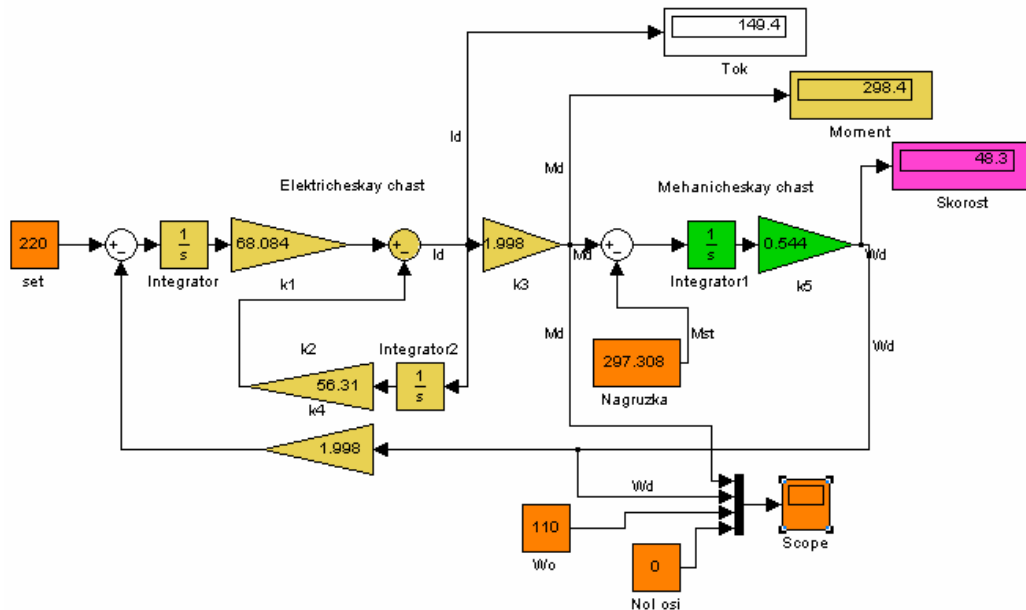 149.4
Tok
298.4
Moment
48.3
Skorost
Id
Md
Elektricheskay chast
Mehanicheskay chast
220
set
+
−
1
s
Integrator
68.084
k1
+
−
Id
1.998
k3
Md
+
−
1
s
Integrator1
0.544
k5
Wd
Md
Mst
Wd
k2
Integrator2
56.31
1
s
k4
297.308
Nagruzka
1.998
Wd
110
Wo
0
Nol osi
Scope